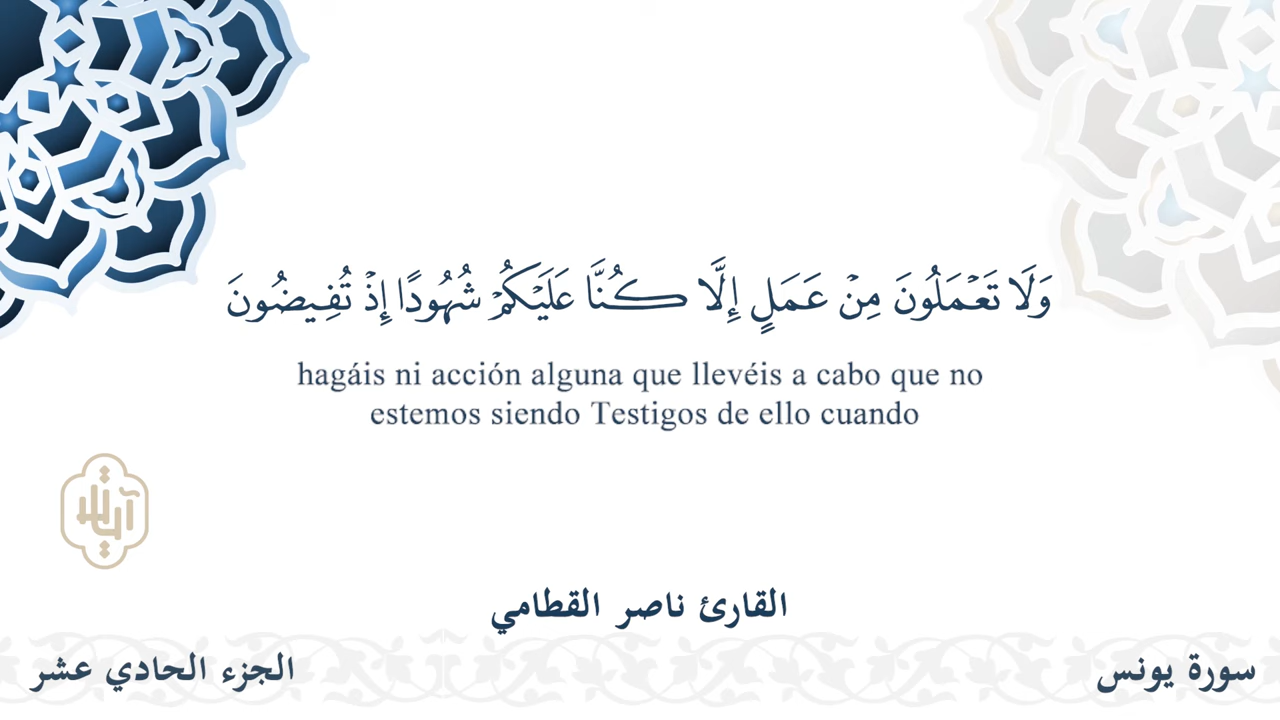 وَلَا تَعْمَلُونَ مِنْ عَمَلٍ إِلَّا كُنَّا عَلَيْكُمْ شُهُودًا إِذْ تُفِيضُونَ
hagáis ni acción alguna que llevéis a cabo que no
estemos siendo Testigos de ello cuando
القارئ ناصر القطامي
سورة يونس
الجزء الحادي عشر